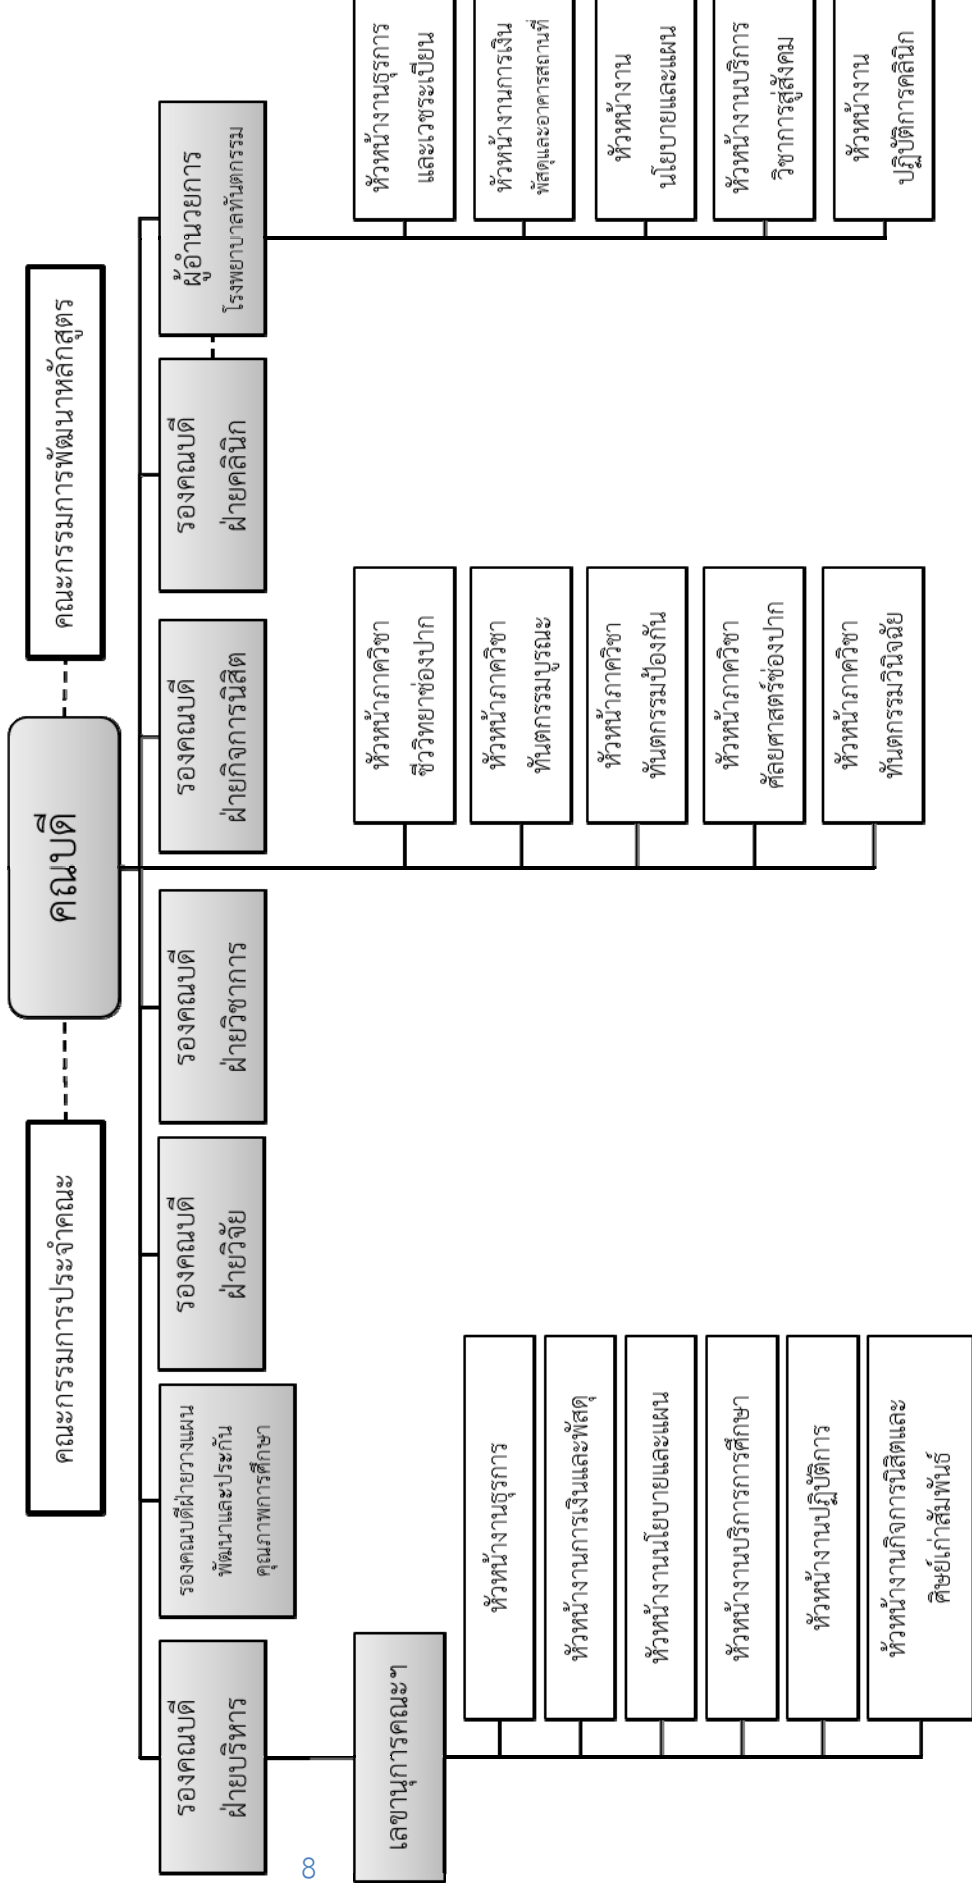 คณบดี
คณะกรรมการประจำคณะ
คณะกรรมการพัฒนาหลักสูตร
รองคณบดี
ฝ่ายบริหาร
รองคณบดีฝ่ายวางแผน
พัฒนาและประกัน
คุณภาพการศึกษา
รองคณบดี
ฝ่ายวิจัย
รองคณบดี
ฝ่ายวิชาการ
รองคณบดี
ฝ่ายกิจการนิสิต
รองคณบดี
ฝ่ายคลินิก
ผู้อำนวยการ
โรงพยาบาลทันตกรรม
เลขานุการคณะฯ
หัวหน้างานธุรการ
หัวหน้างานการเงินและพัสดุ
หัวหน้างานนโยบายและแผน
หัวหน้างานบริการการศึกษา
หัวหน้างานปฏิบัติการ
หัวหน้างานกิจการนิสิตและ
ศิษย์เก่าสัมพันธ์
หัวหน้าภาควิชา
ชีววิทยาช่องปาก
หัวหน้าภาควิชา
ทันตกรรมบูรณะ
หัวหน้าภาควิชา
ทันตกรรมป้องกัน
หัวหน้าภาควิชา
ศัลยศาสตร์ช่องปาก
หัวหน้าภาควิชา
ทันตกรรมวินิจฉัย
หัวหน้างานธุรการ
และเวชระเบียน
หัวหน้างานการเงิน
พัสดุและอาคารสถานที่
หัวหน้างาน
นโยบายและแผน
หัวหน้างานบริการ
วิชาการสู่สังคม
หัวหน้างาน
ปฏิบัติการคลินิก
8